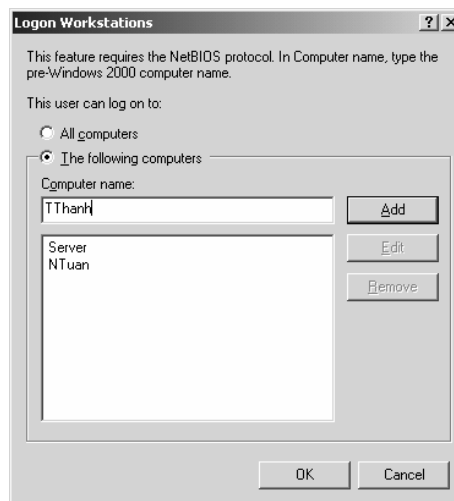 Logon Workstations
This feature requires the NetBIOS protocol. In Computer name, type the
pre-Windows 2000 computer name.
This user can log on to:
All computers
The following computers
Computer name:
TThanh
Add
Server
NTuan
Edit
Remove
OK
Cancel